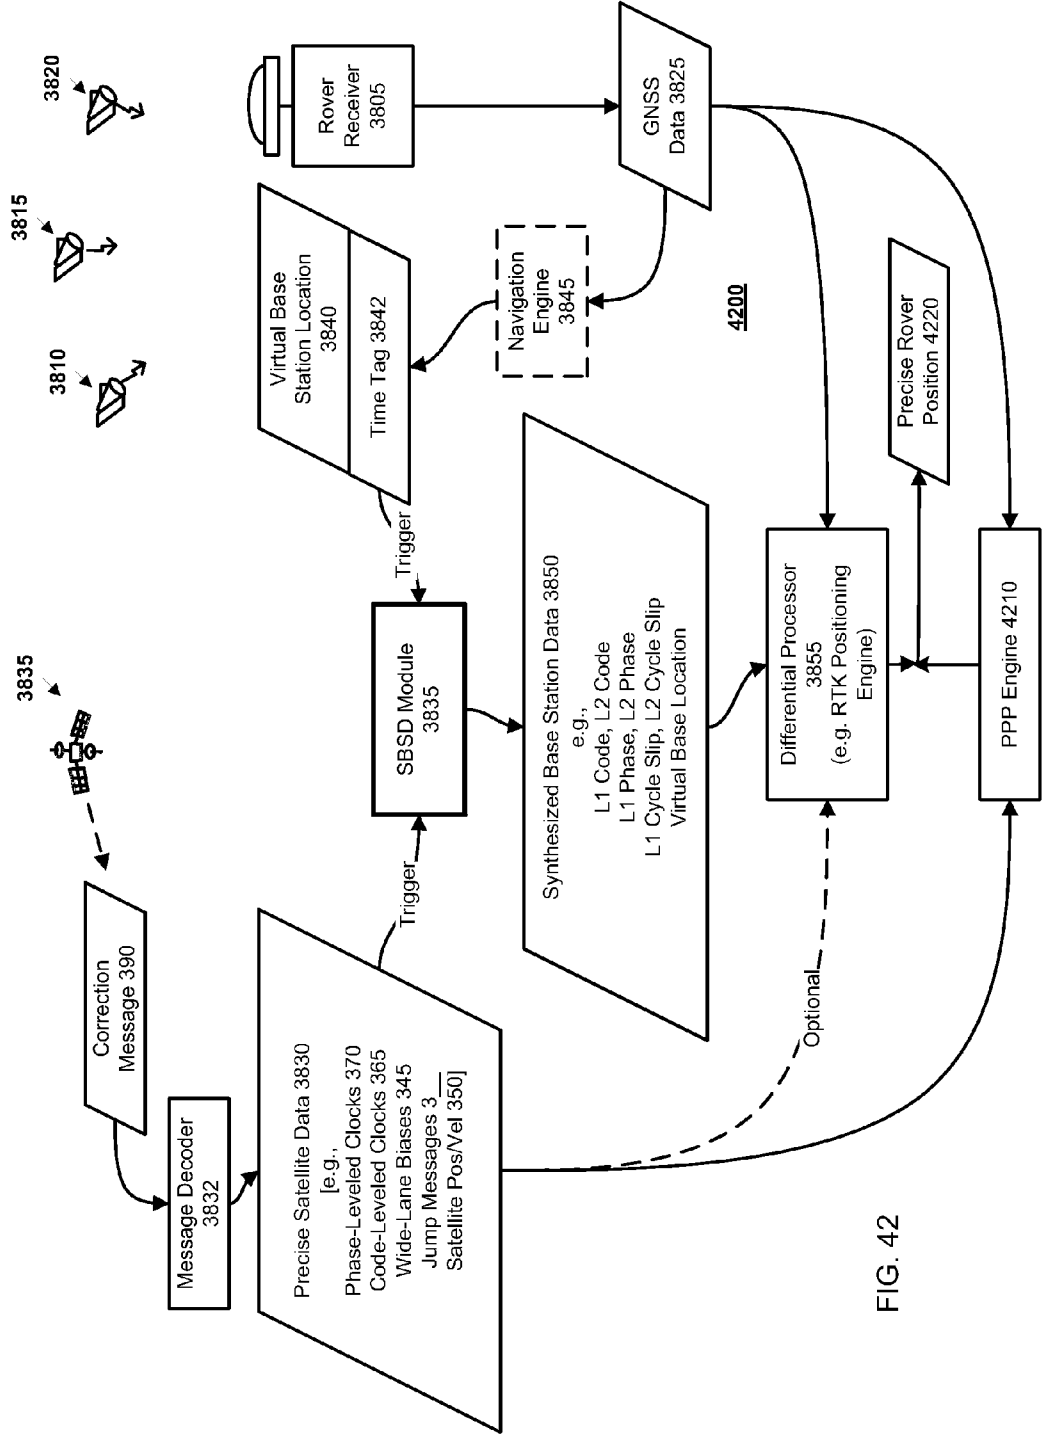 3835
3810
3815
3820
Correction
Message 390
Message Decoder
3832
Precise Satellite Data 3830
[e.g.,
Phase-Leveled Clocks 370
Code-Leveled Clocks 365
Wide-Lane Biases 345
Jump Messages 3__
Satellite Pos/Vel 350]
Trigger
SBSD Module
3835
Trigger
Virtual Base
Station Location
3840
Time Tag 3842
Rover
Receiver
3805
Navigation
Engine
3845
GNSS
Data 3825
Synthesized Base Station Data 3850
e.g.,
L1 Code, L2 Code
L1 Phase, L2 Phase
L1 Cycle Slip, L2 Cycle Slip
Virtual Base Location
4200
Optional
Differential Processor
3855
(e.g. RTK Positioning
Engine)
Precise Rover
Position 4220
PPP Engine 4210
FIG. 42